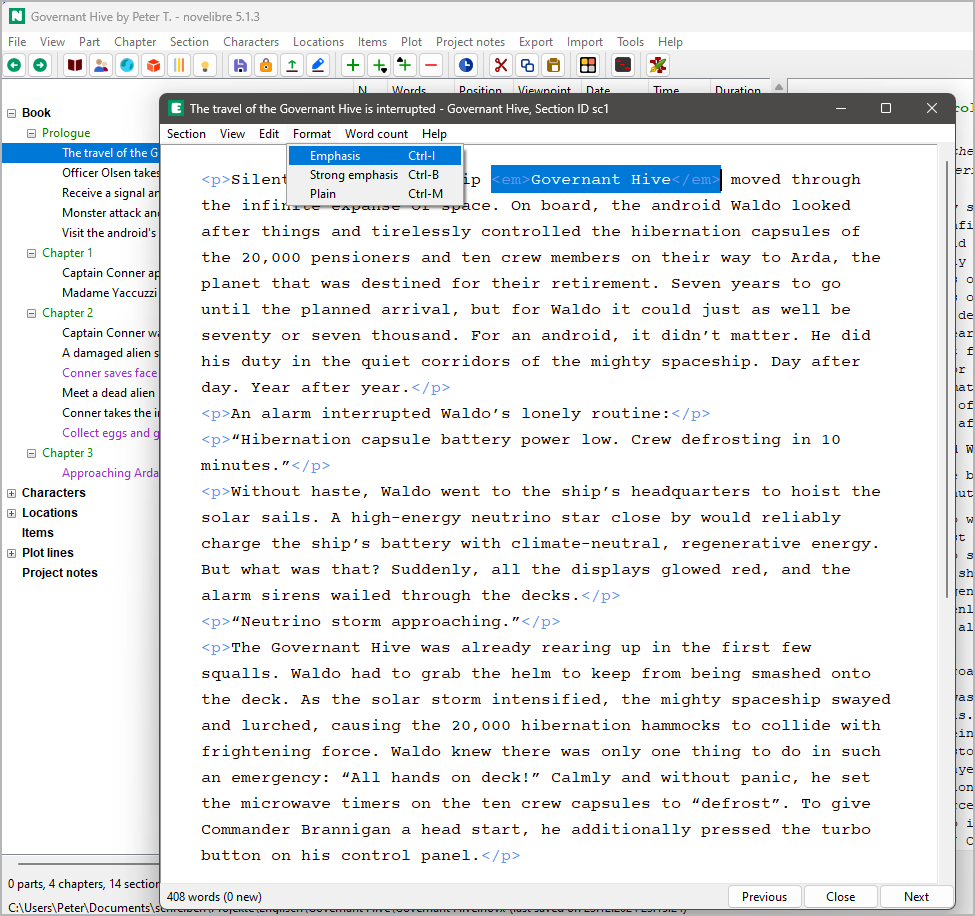 Governant Hive by Peter T. - novelibre 5.1.3
File View Part Chapter Section Characters Locations Items Plot Project notes Export Import Tools Help
N Words Position Viewpoint Date Time Duration
Book
Prologue
The travel of the G
Officer Olsen takes
Receive a signal an
Monster attack and
Visit the android's
Chapter 1
Captain Conner ap
Madame Yaccuzzi
Chapter 2
Captain Conner wa
A damaged alien s
Conner saves face
Meet a dead alien
Conner takes the i
Collect eggs and g
Chapter 3
Approaching Arda
Characters
Locations
Items
Plot lines
Project notes
0 parts, 4 chapters, 14 section
The travel of the Governant Hive is interrupted - Governant Hive, Section ID sc1
Section View Edit Format Word count Help
Emphasis Ctrl-I
Strong emphasis Ctrl-B
Plain Ctrl-M
<p>Silent ip <em>Governant Hive</em> moved through
the infinite expanse of space. On board, the android Waldo looked
after things and tirelessly controlled the hibernation capsules of
the 20,000 pensioners and ten crew members on their way to Arda, the
planet that was destined for their retirement. Seven years to go
until the planned arrival, but for Waldo it could just as well be
seventy or seven thousand. For an android, it didn’t matter. He did
his duty in the quiet corridors of the mighty spaceship. Day after
day. Year after year.</p>
<p>An alarm interrupted Waldo’s lonely routine:</p>
<p>“Hibernation capsule battery power low. Crew defrosting in 10
minutes.”</p>
<p>Without haste, Waldo went to the ship’s headquarters to hoist the
solar sails. A high-energy neutrino star close by would reliably
charge the ship’s battery with climate-neutral, regenerative energy.
But what was that? Suddenly, all the displays glowed red, and the
alarm sirens wailed through the decks.</p>
<p>“Neutrino storm approaching.”</p>
<p>The Governant Hive was already rearing up in the first few
squalls. Waldo had to grab the helm to keep from being smashed onto
the deck. As the solar storm intensified, the mighty spaceship swayed
and lurched, causing the 20,000 hibernation hammocks to collide with
frightening force. Waldo knew there was only one thing to do in such
an emergency: “All hands on deck!” Calmly and without panic, he set
the microwave timers on the ten crew capsules to “defrost”. To give
Commander Brannigan a head start, he additionally pressed the turbo
button on his control panel.</p>
408 words (0 new)
Previous Close Next